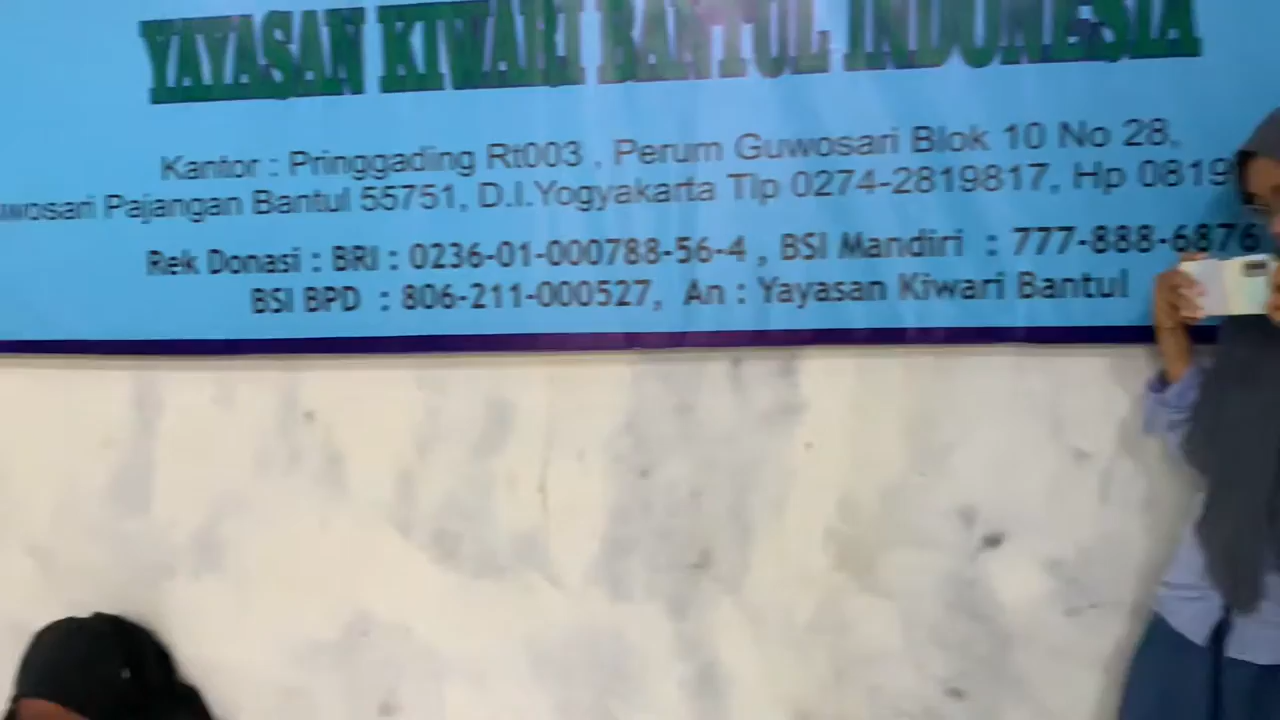 YAYASAN KIWARI BANTUL INDONESIA
Kantor : Pringgading Rt003 , Perum Guwosari Blok 10 No 28,
Pajangan Bantul 55751, D.I.Yogyakarta Tlp 0274-2819817, Hp 0819
Rek Donasi : BRI : 0236-01-000788-56-4 , BSI Mandiri : 777-888-6876
BSI BPD : 806-211-000527, An : Yayasan Kiwari Bantul